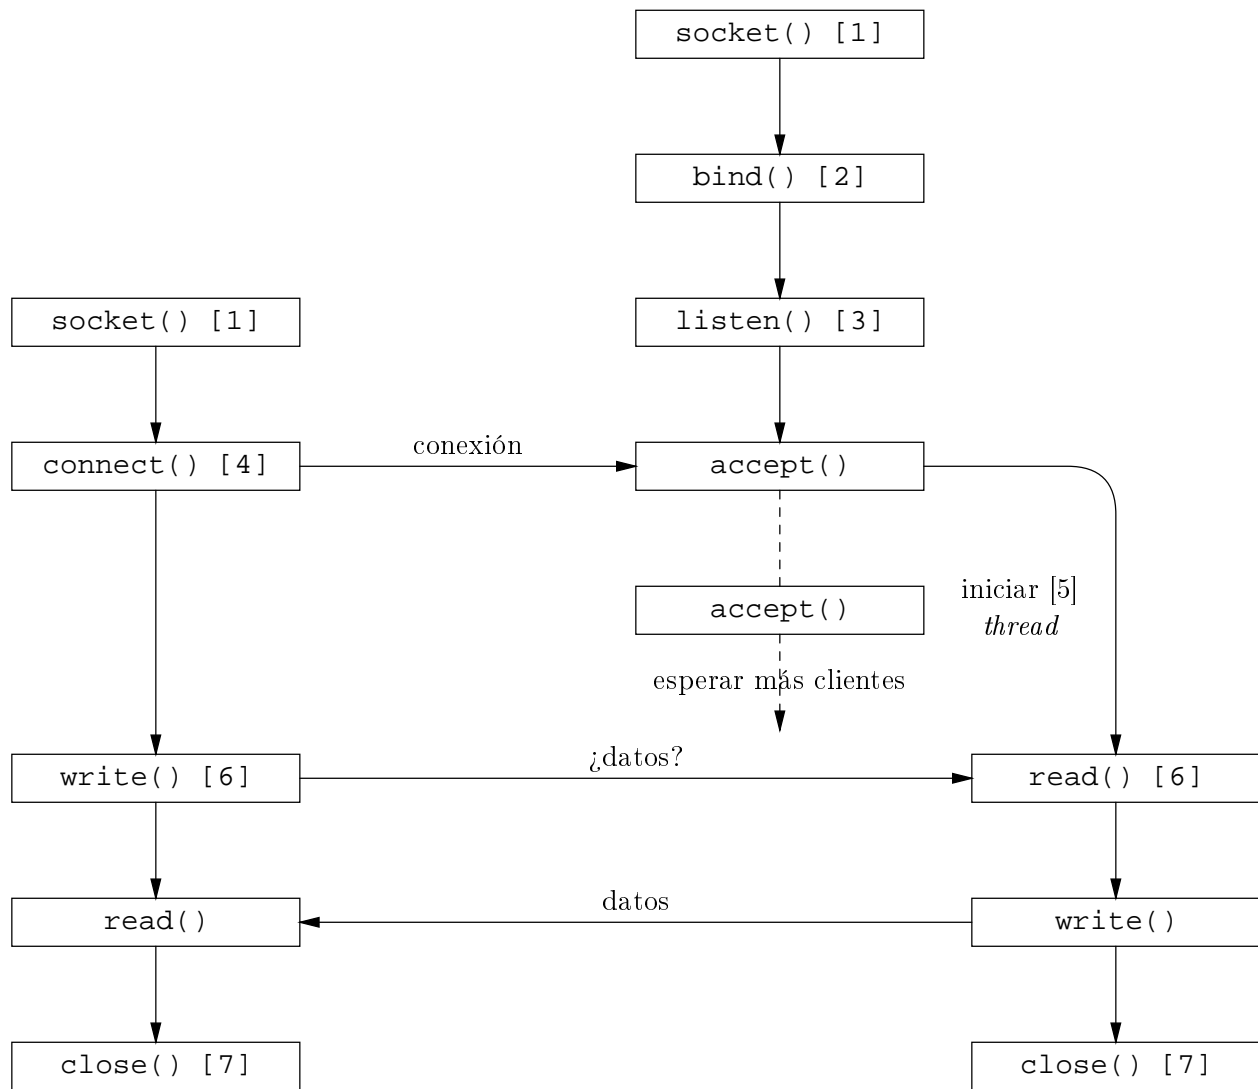 socket() [1]
bind() [2]
socket() [1]
listen() [3]
connect() [4]
conexión
accept()
accept()
iniciar [5]
thread
esperar más clientes
write() [6]
¿datos?
read() [6]
read()
datos
write()
close() [7]
close() [7]